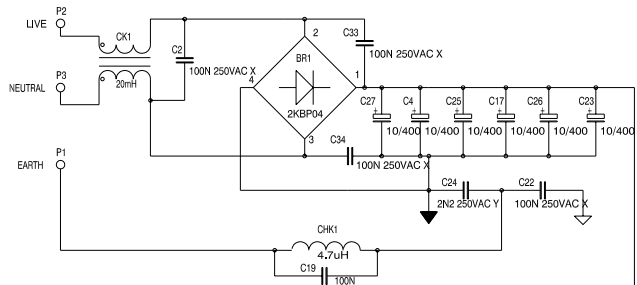 P2
LIVE
CK1
C2
100N 250VAC X
2
C33
100N 250VAC X
BR1
4
1
2KBP04
3
P3
NEUTRAL
20mH
C27
C4
C25
C17
C26
C23
+
+
+
+
+
+
10/400
10/400
10/400
10/400
10/400
10/400
C34
100N 250VAC X
P1
EARTH
C24
2N2 250VAC Y
C22
100N 250VAC X
CHK1
4.7uH
C19
100N